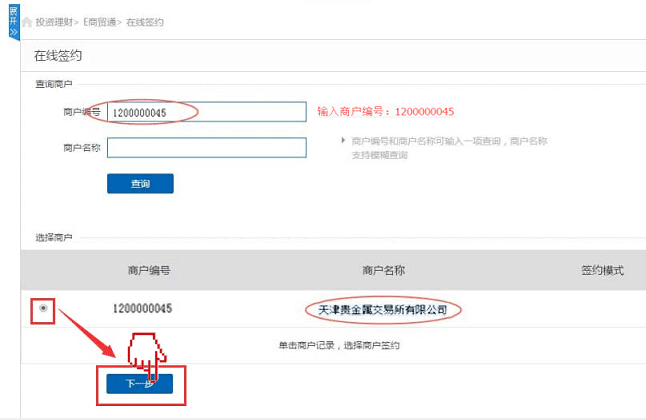 展开 »
投资理财> E商贸通> 在线签约
在线签约
查询商户
商户编号 1200000045 输入商户编号：1200000045
商户名称
商户编号和商户名称可输入一项查询，商户名称
支持模糊查询
查询
选择商户
商户编号 商户名称 签约模式
1200000045 天津贵金属交易所有限公司
单击商户记录，选择商户签约
下一步